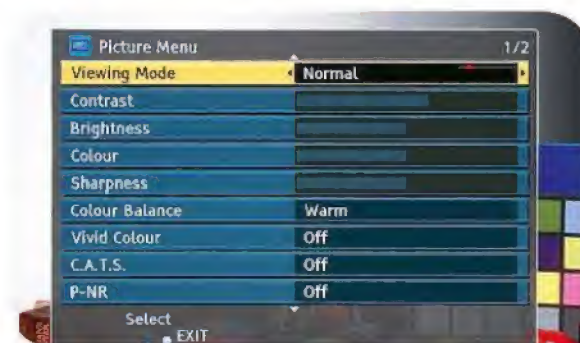 Picture Menu 1/2
Viewing Mode Normal
Contrast
Brightness
Colour
Sharpness
Colour Balance Warm
Vivid Colour Off
C.A.T.S. Off
P-NR Off
Select
EXIT